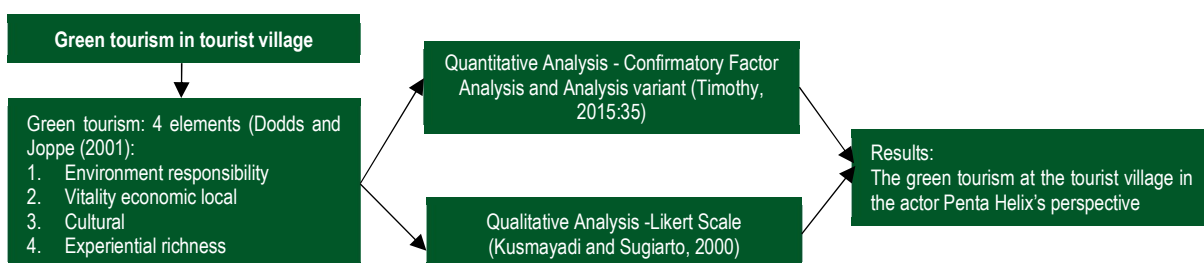 Green tourism in tourist village
Green tourism: 4 elements (Dodds and
Joppe (2001):
1. Environment responsibility
2. Vitality economic local
3. Cultural
4. Experiential richness
Quantitative Analysis - Confirmatory Factor
Analysis and Analysis variant (Timothy,
2015:35)
Qualitative Analysis -Likert Scale
(Kusmayadi and Sugiarto, 2000)
Results:
The green tourism at the tourist village in
the actor Penta Helix's perspective